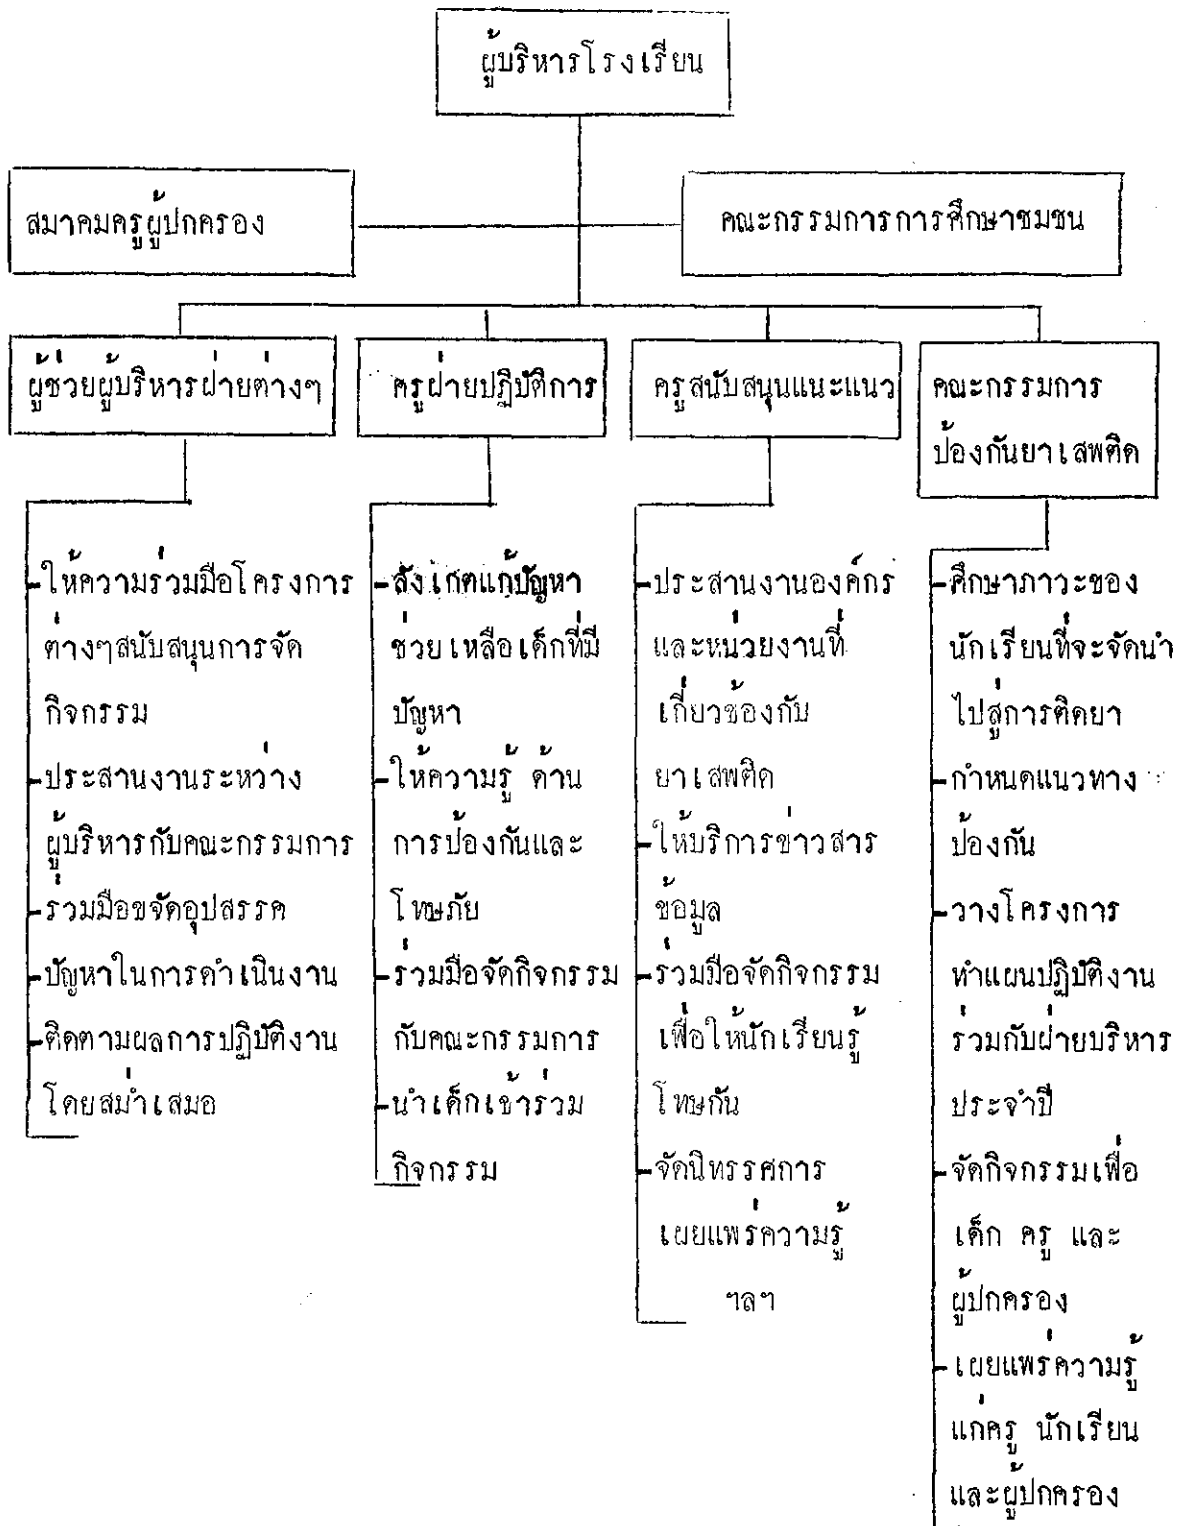 ผู้บริหารโรงเรียน
สมาคมครูผู้ปกครอง
คณะกรรมการการศึกษาชุมชน
ผู้ช่วยผู้บริหารฝ่ายต่างๆ
ครูฝ่ายปฏิบัติการ
ครูสนับสนุนแนะแนว
คณะกรรมการ
ป้องกันยาเสพติด
-ให้ความร่วมมือโครงการ
ต่างๆสนับสนุนการจัด
กิจกรรม
-ประสานงานระหว่าง
ผู้บริหารกับคณะกรรมการ
-ร่วมมือขจัดอุปสรรค
-ปัญหาในการดำเนินงาน
-ติดตามผลการปฏิบัติงาน
โดยสม่ำเสมอ
-สังเกตแก้ปัญหา
ช่วยเหลือเด็กที่มี
ปัญหา
-ให้ความรู้ ด้าน
การป้องกันและ
โทษภัย
-ร่วมมือจัดกิจกรรม
กับคณะกรรมการ
-นำเด็กเข้าร่วม
กิจกรรม
-ประสานงานองค์กร
และหน่วยงานที่
เกี่ยวข้องกับ
ยาเสพติด
-ให้บริการข่าวสาร
ข้อมูล
-ร่วมมือจัดกิจกรรม
เพื่อให้นักเรียนรู้
โทษกัน
-จัดนิทรรศการ
เผยแพร่ความรู้
ฯลฯ
-ศึกษาภาวะของ
นักเรียนที่จะจัดนำ
ไปสู่การติดยา
-กำหนดแนวทาง
ป้องกัน
-วางโครงการ
ทำแผนปฏิบัติงาน
ร่วมกับฝ่ายบริหาร
ประจำปี
-จัดกิจกรรมเพื่อ
เด็ก ครู และ
ผู้ปกครอง
-เผยแพร่ความรู้
แก่ครู นักเรียน
และผู้ปกครอง